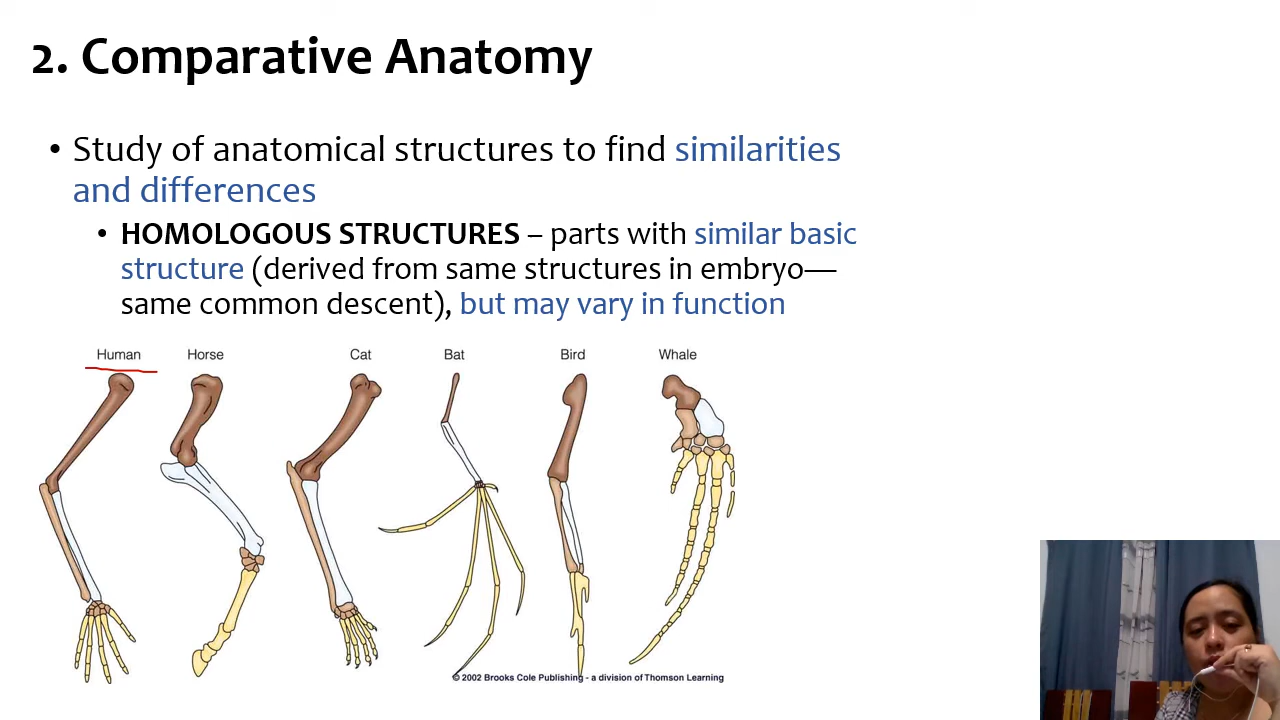 2. Comparative Anatomy
• Study of anatomical structures to find similarities
and differences
• HOMOLOGOUS STRUCTURES – parts with similar basic
structure (derived from same structures in embryo—
same common descent), but may vary in function
Human Horse Cat Bat Bird Whale
© 2002 Brooks Cole Publishing - a division of Thomson Learning